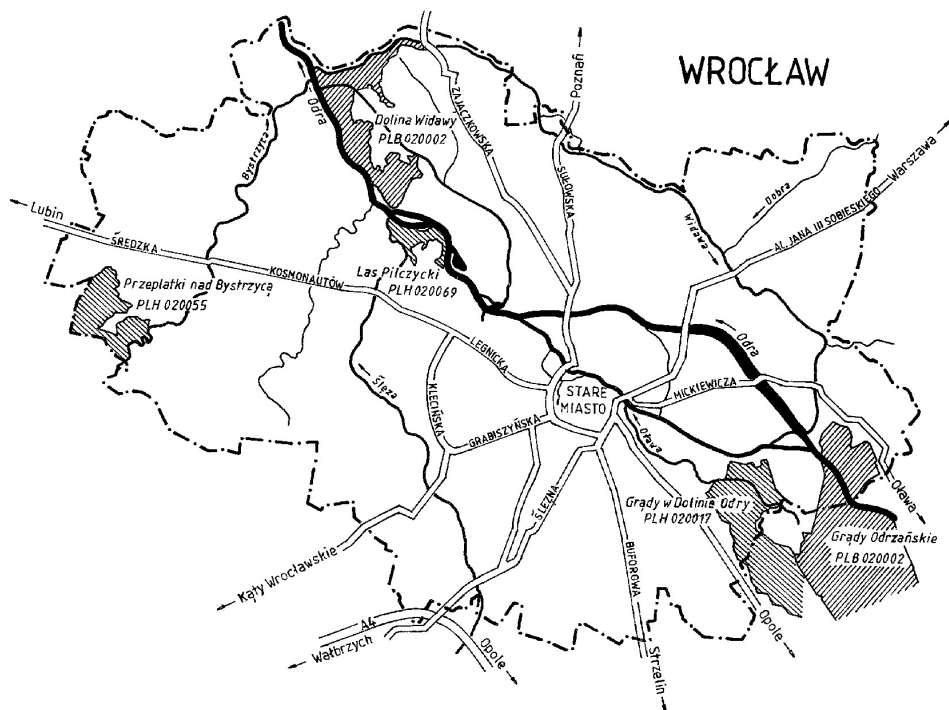 WROCŁAW
Poznań
Odra
ZAJĄCZKOWSKA
Dolina Widawy
PLB 020002
Bystrzyca
SUŁOWSKA
Warszawa
Dobra
AL. JANA III SOBIESKIEGO
Widawa
Lubin
ŚREDZKA
KOSMONAUTÓW
Las Pilczycki
PLH 020069
Przeplatki nad Bystrzycą
PLH 020055
Odra
LEGNICKA
MICKIEWICZA
STARE
MIASTO
Ślęza
KLECIŃSKA
GRABISZYŃSKA
Oława
ŚLĘŻNA
Grądy w Dolinie Odry
PLH 020017
Oława
Grądy Odrzańskie
PLB 020002
BUFOROWA
Kąty Wrocławskie
A4
Wałbrzych
Opole
Strzelin
Opole